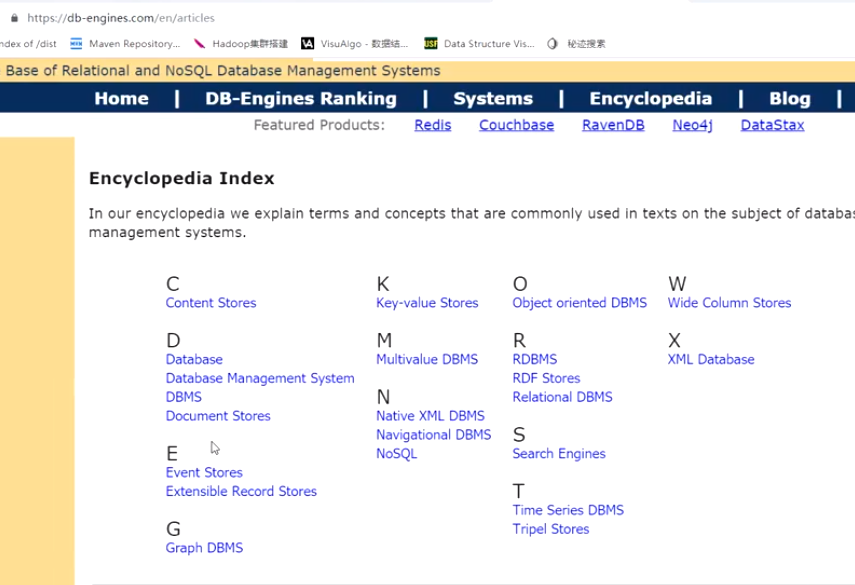 https://db-engines.com/en/articles
ndex of /dist Maven Repository... Hadoop集群搭建 VisuAlgo - 数据结... Data Structure Vis... 秘迹搜索
Base of Relational and NoSQL Database Management Systems
Home | DB-Engines Ranking | Systems | Encyclopedia | Blog |
Featured Products: Redis Couchbase RavenDB Neo4j DataStax
Encyclopedia Index
In our encyclopedia we explain terms and concepts that are commonly used in texts on the subject of databas
management systems.
C
Content Stores
D
Database
Database Management System
DBMS
Document Stores
E
Event Stores
Extensible Record Stores
G
Graph DBMS
K
Key-value Stores
M
Multivalue DBMS
N
Native XML DBMS
Navigational DBMS
NoSQL
O
Object oriented DBMS
R
RDBMS
RDF Stores
Relational DBMS
S
Search Engines
T
Time Series DBMS
Tripel Stores
W
Wide Column Stores
X
XML Database